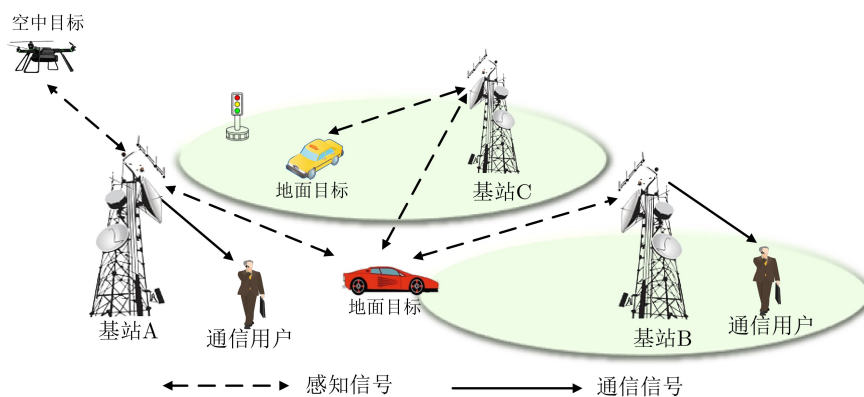 空中目标
地面目标
基站C
地面目标
基站A
通信用户
基站B
通信用户
感知信号
通信信号